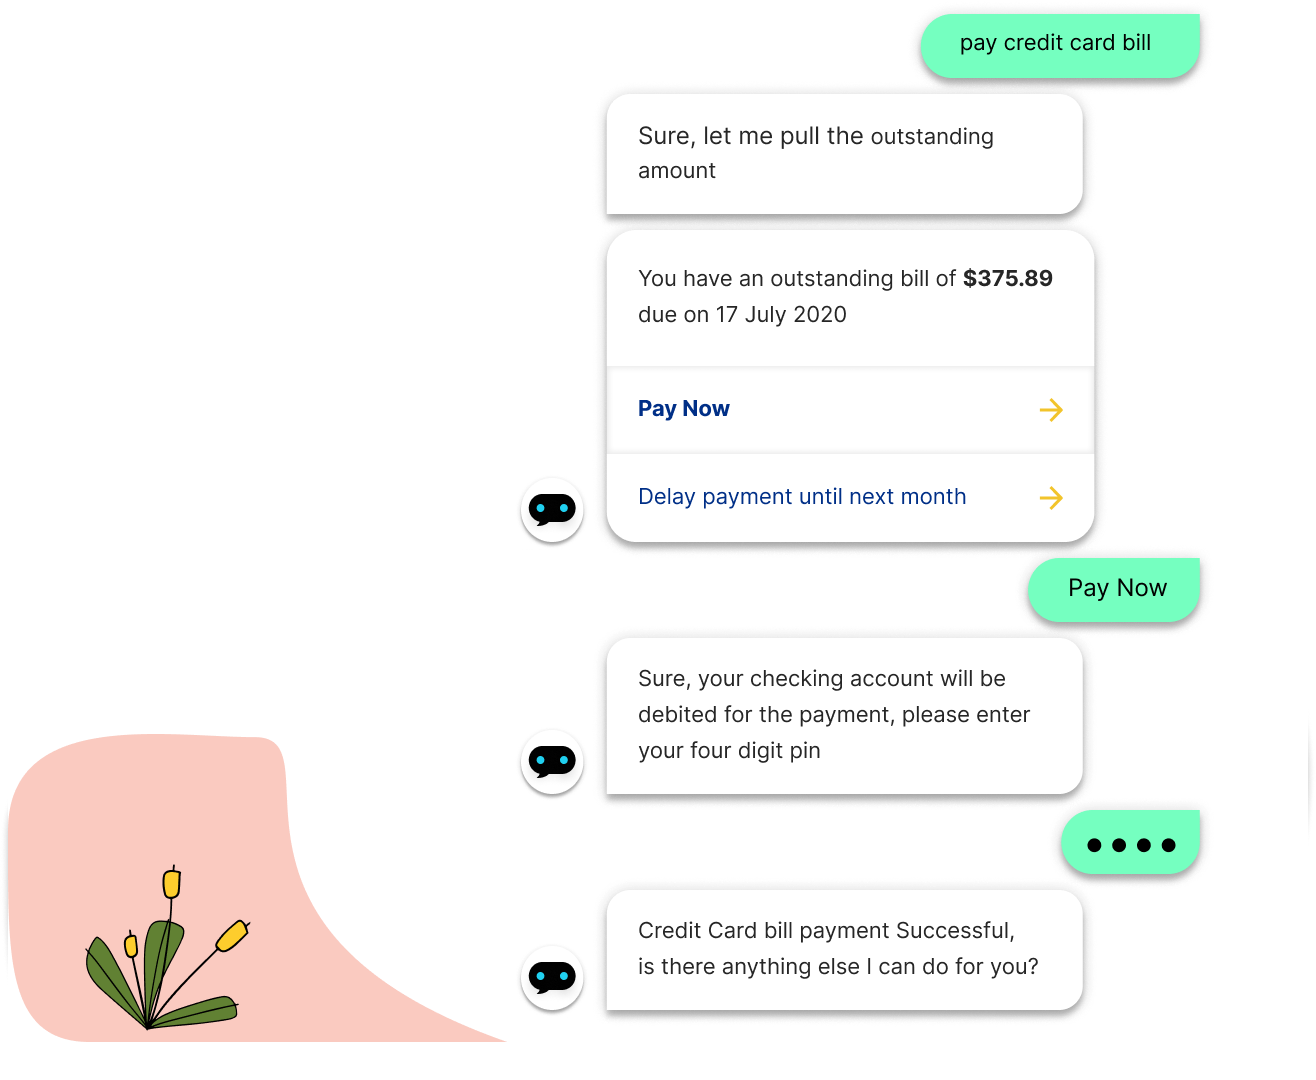 pay credit card bill
Sure, let me pull the outstanding
amount
You have an outstanding bill of $375.89
due on 17 July 2020
Pay Now
Delay payment until next month
Pay Now
Sure, your checking account will be
debited for the payment, please enter
your four digit pin
Credit Card bill payment Successful,
is there anything else I can do for you?